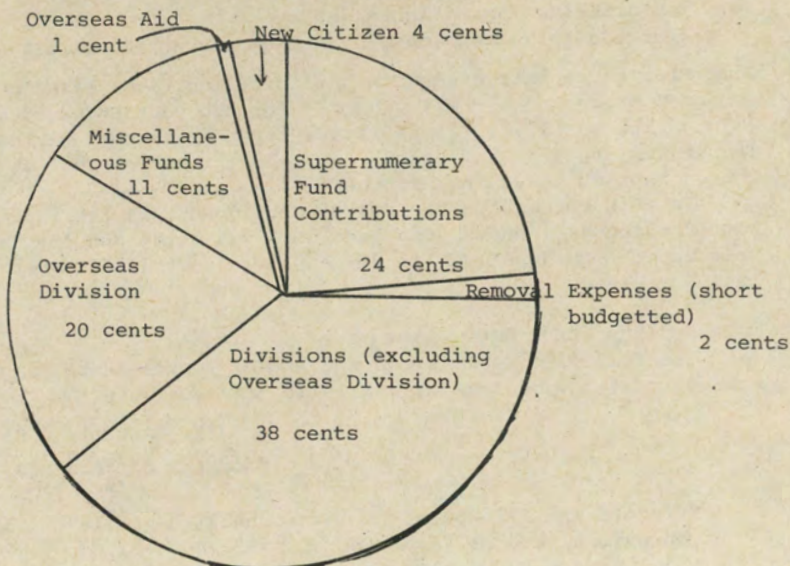 Overseas Aid
1 cent
New Citizen 4 cents
Miscellane-
ous Funds
11 cents
Supernumerary
Fund
Contributions
24 cents
Overseas
Division
20 cents
Removal Expenses (short
budgetted)
2 cents
Divisions (excluding
Overseas Division)
38 cents